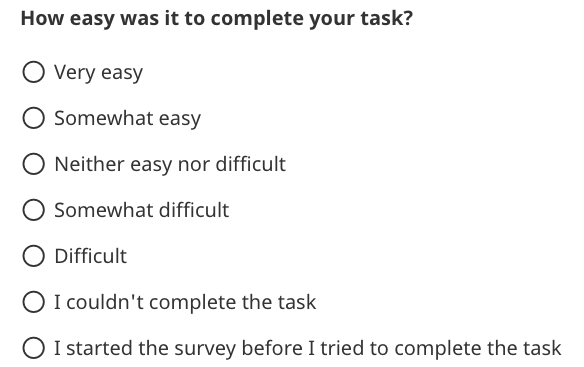 How easy was it to complete your task?
Very easy
Somewhat easy
Neither easy nor difficult
Somewhat difficult
Difficult
I couldn't complete the task
I started the survey before I tried to complete the task